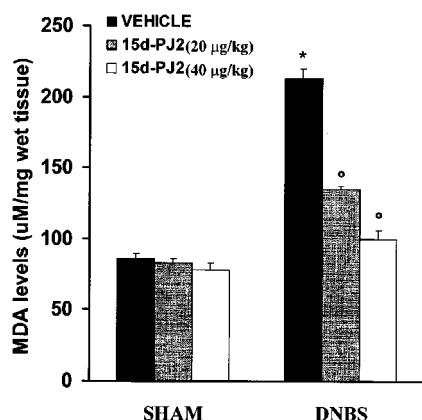 VEHICLE
15d-PJ2(20 µg/kg)
15d-PJ2(40 µg/kg)
MDA levels (uM/mg wet tissue)
250
200
150
100
50
0
*
°
°
SHAM DNBS